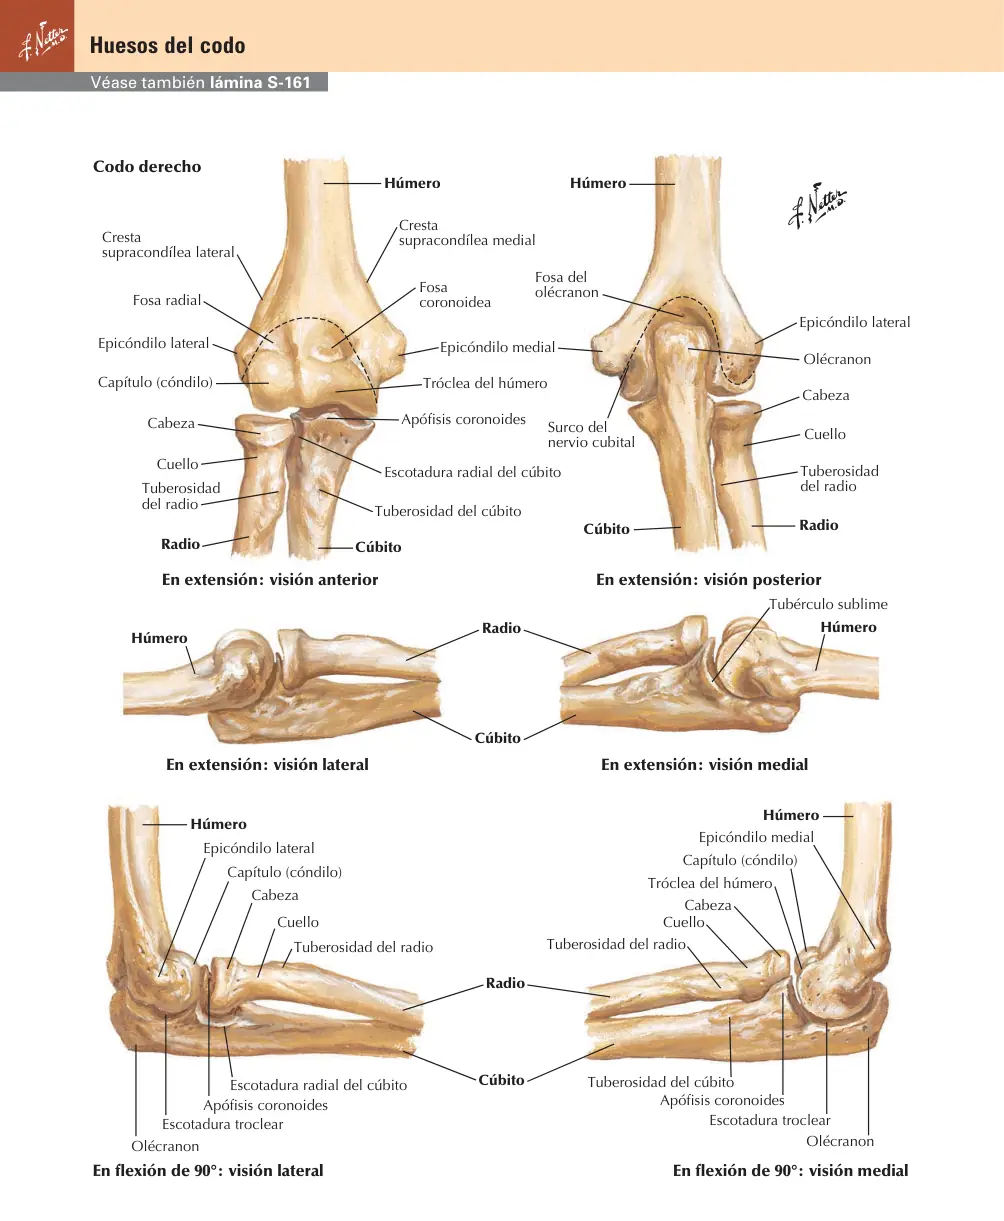 F. Netter M.D.
Huesos del codo
Véase también lámina S-161
Codo derecho
Húmero
Cresta
supracondílea lateral
Cresta
supracondílea medial
Fosa radial
Fosa
coronoidea
Epicóndilo lateral
Epicóndilo medial
Capítulo (cóndilo)
Tróclea del húmero
Cabeza
Apófisis coronoides
Cuello
Escotadura radial del cúbito
Tuberosidad
del radio
Tuberosidad del cúbito
Radio
Cúbito
En extensión: visión anterior
Húmero
F. Netter M.D.
Fosa del
olécranon
Epicóndilo lateral
Olécranon
Cabeza
Surco del
nervio cubital
Cuello
Tuberosidad
del radio
Cúbito
Radio
En extensión: visión posterior
Húmero
Radio
Cúbito
En extensión: visión lateral
Tubérculo sublime
Húmero
En extensión: visión medial
Húmero
Epicóndilo lateral
Capítulo (cóndilo)
Cabeza
Cuello
Tuberosidad del radio
Radio
Cúbito
Escotadura radial del cúbito
Apófisis coronoides
Escotadura troclear
Olécranon
En flexión de 90°: visión lateral
Húmero
Epicóndilo medial
Capítulo (cóndilo)
Tróclea del húmero
Cabeza
Cuello
Tuberosidad del radio
Tuberosidad del cúbito
Apófisis coronoides
Escotadura troclear
Olécranon
En flexión de 90°: visión medial